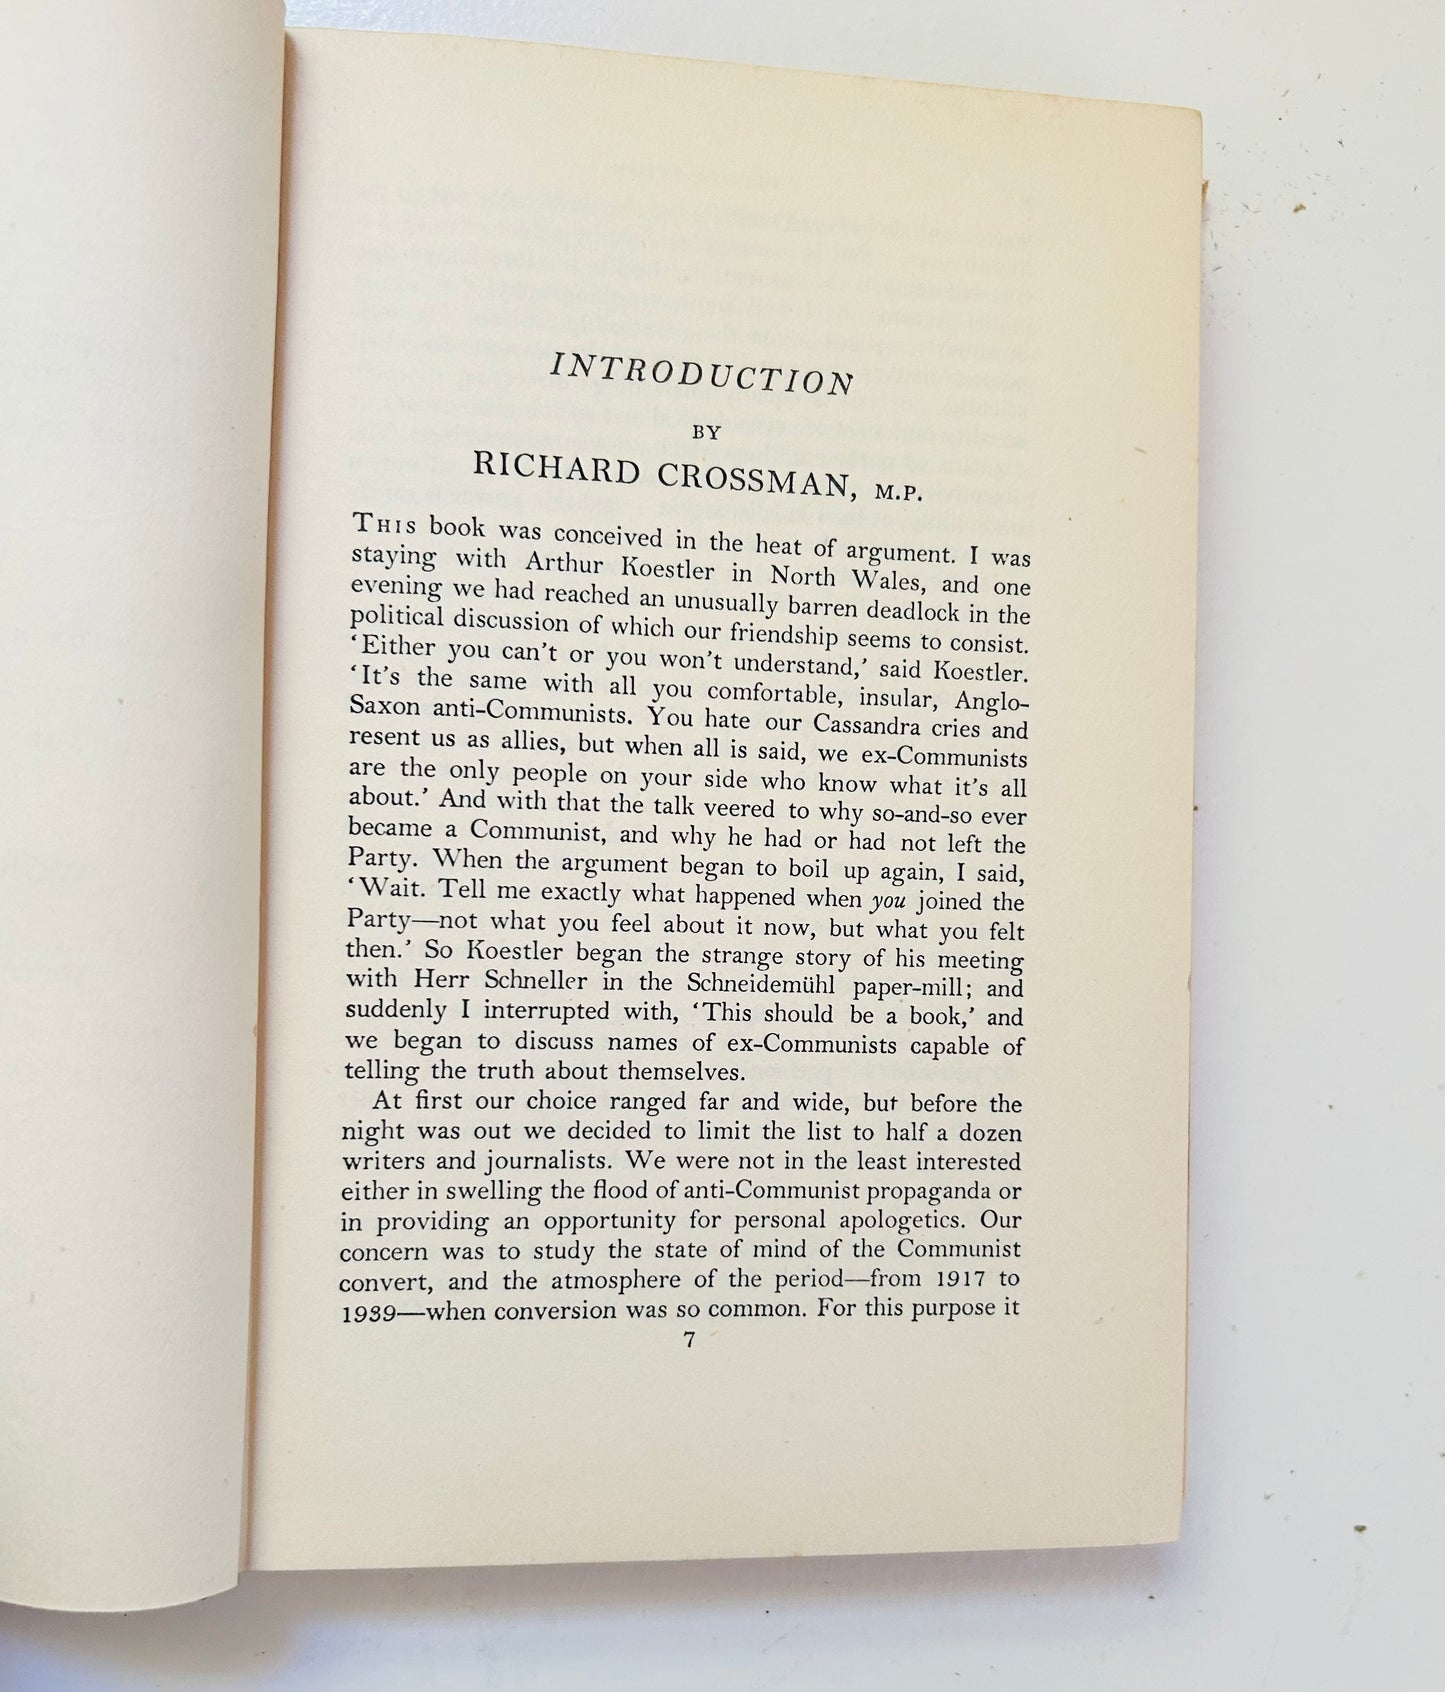 INTRODUCTION
BY
RICHARD CROSSMAN, M.P.
THIS book was conceived in the heat of argument. I was
staying with Arthur Koestler in North Wales, and one
evening we had reached an unusually barren deadlock in the
political discussion of which our friendship seems to consist.
‘Either you can’t or you won’t understand,’ said Koestler.
‘It’s the same with all you comfortable, insular, Anglo-
Saxon anti-Communists. You hate our Cassandra cries and
resent us as allies, but when all is said, we ex-Communists
are the only people on your side who know what it’s all
about.’ And with that the talk veered to why so-and-so ever
became a Communist, and why he had or had not left the
Party. When the argument began to boil up again, I said,
‘Wait. Tell me exactly what happened when you joined the
Party—not what you feel about it now, but what you felt
then.’ So Koestler began the strange story of his meeting
with Herr Schneller in the Schneidemühl paper-mill; and
suddenly I interrupted with, ‘This should be a book,’ and
we began to discuss names of ex-Communists capable of
telling the truth about themselves.
At first our choice ranged far and wide, but before the
night was out we decided to limit the list to half a dozen
writers and journalists. We were not in the least interested
either in swelling the flood of anti-Communist propaganda or
in providing an opportunity for personal apologetics. Our
concern was to study the state of mind of the Communist
convert, and the atmosphere of the period—from 1917 to
1939—when conversion was so common. For this purpose it
7